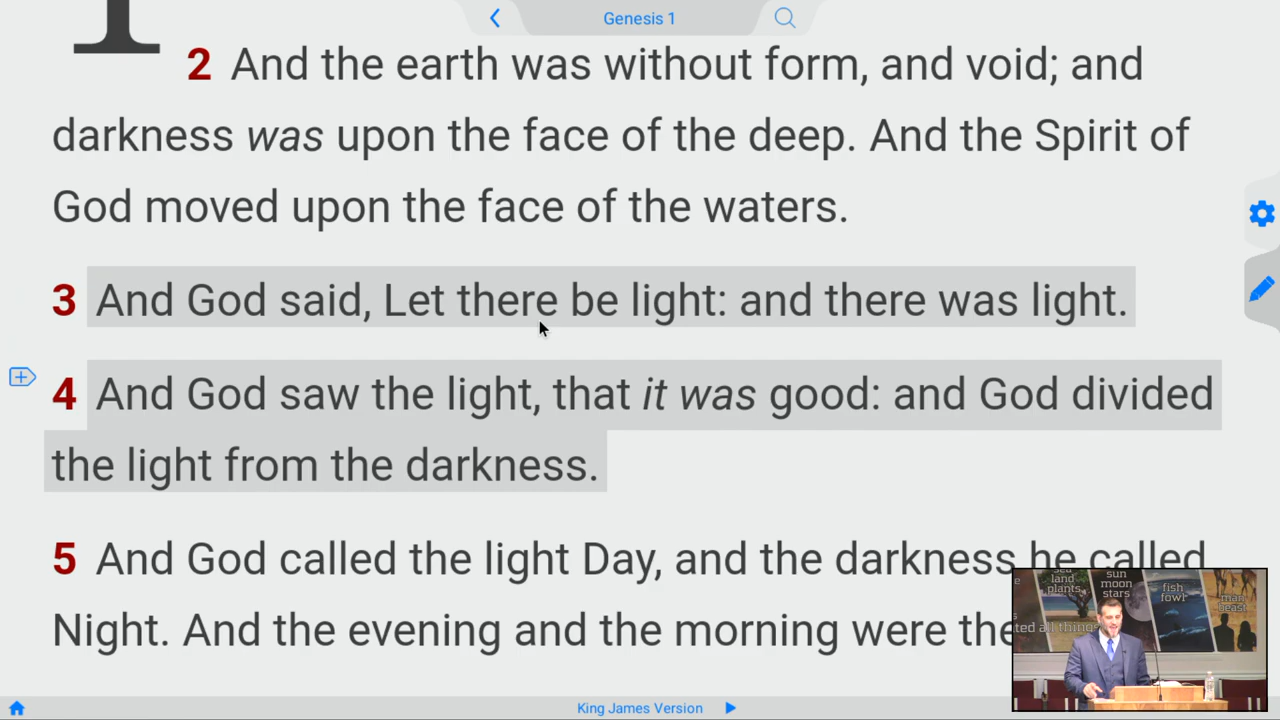 Genesis 1
2 And the earth was without form, and void; and
darkness was upon the face of the deep. And the Spirit of
God moved upon the face of the waters.
3 And God said, Let there be light: and there was light.
4 And God saw the light, that it was good: and God divided
the light from the darkness.
5 And God called the light Day, and the darkness he called
Night. And the evening and the morning were the
sea
land
plants
sun
moon
stars
fish
fowl
man
beast
ted all things
King James Version